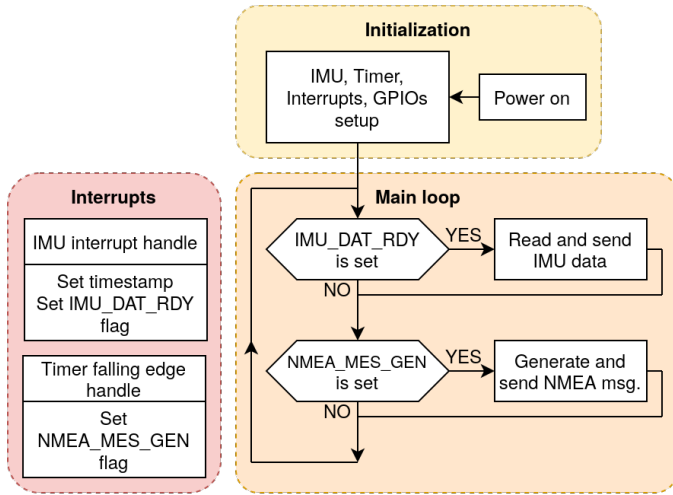 Initialization
IMU, Timer,
Interrupts, GPIOs
setup
Power on
Interrupts
IMU interrupt handle
Set timestamp
Set IMU_DAT_RDY
flag
Timer falling edge
handle
Set
NMEA_MES_GEN
flag
Main loop
IMU_DAT_RDY
is set
YES
Read and send
IMU data
NO
NMEA_MES_GEN
is set
YES
Generate and
send NMEA msg.
NO